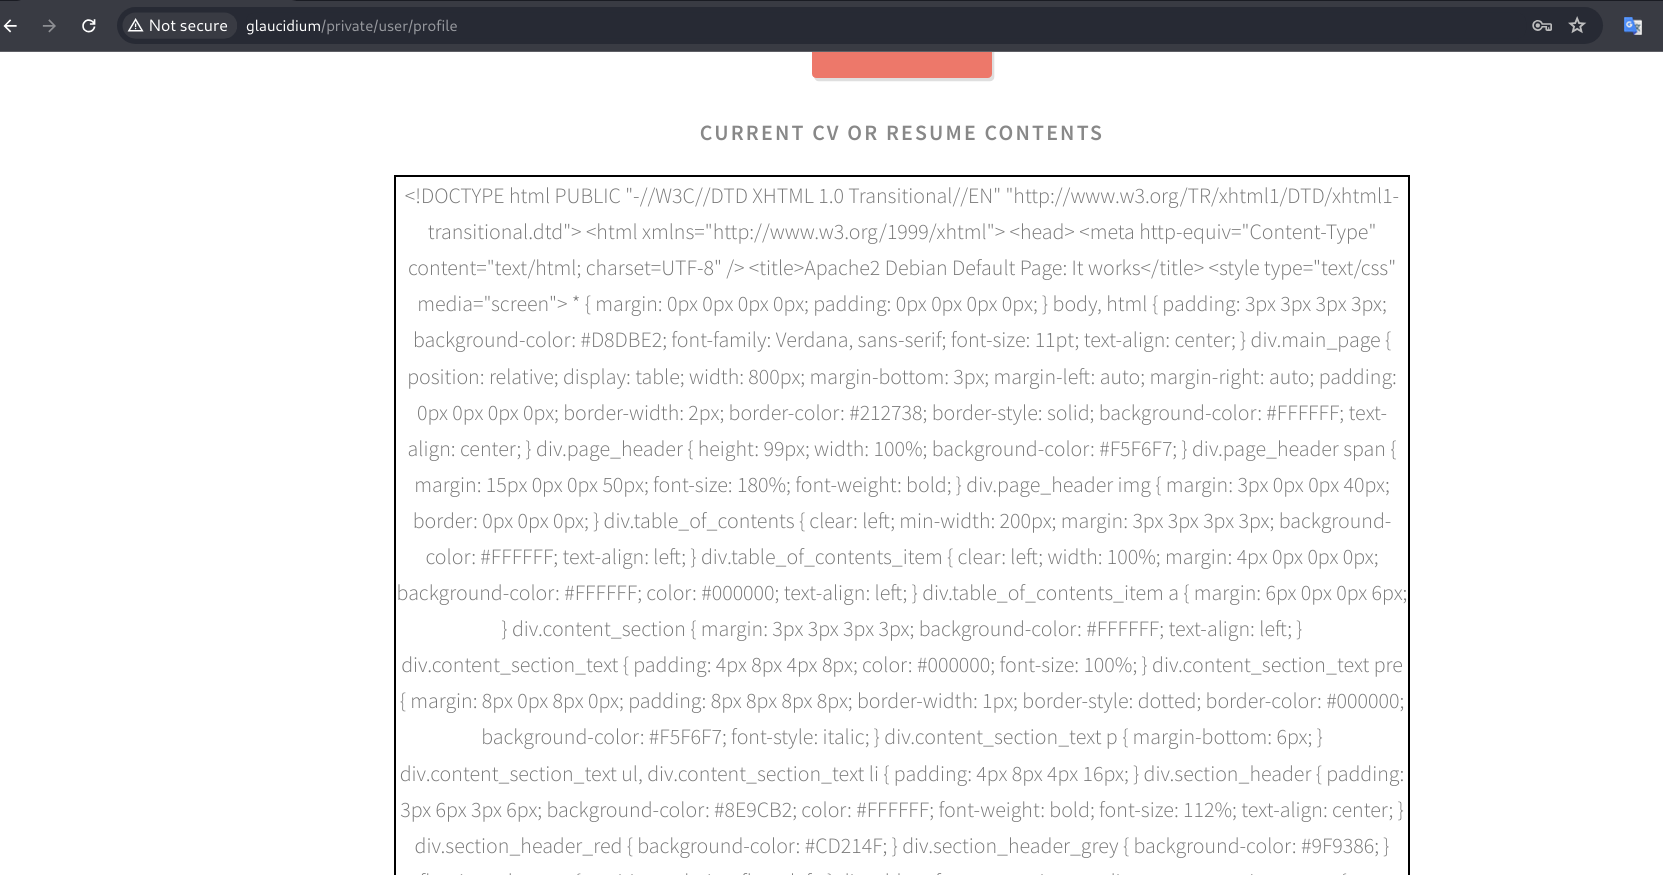 Not secure glaucidium/private/user/profile
CURRENT CV OR RESUME CONTENTS
<!DOCTYPE html PUBLIC "-//W3C//DTD XHTML 1.0 Transitional//EN" "http://www.w3.org/TR/xhtml1/DTD/xhtml1-
transitional.dtd"> <html xmlns="http://www.w3.org/1999/xhtml"> <head> <meta http-equiv="Content-Type"
content="text/html; charset=UTF-8" /> <title>Apache2 Debian Default Page: It works</title> <style type="text/css"
media="screen"> * { margin: 0px 0px 0px 0px; padding: 0px 0px 0px 0px; } body, html { padding: 3px 3px 3px 3px;
background-color: #D8DBE2; font-family: Verdana, sans-serif; font-size: 11pt; text-align: center; } div.main_page {
position: relative; display: table; width: 800px; margin-bottom: 3px; margin-left: auto; margin-right: auto; padding:
0px 0px 0px 0px; border-width: 2px; border-color: #212738; border-style: solid; background-color: #FFFFFF; text-
align: center; } div.page_header { height: 99px; width: 100%; background-color: #F5F6F7; } div.page_header span {
margin: 15px 0px 0px 50px; font-size: 180%; font-weight: bold; } div.page_header img { margin: 3px 0px 0px 40px;
border: 0px 0px 0px; } div.table_of_contents { clear: left; min-width: 200px; margin: 3px 3px 3px 3px; background-
color: #FFFFFF; text-align: left; } div.table_of_contents_item { clear: left; width: 100%; margin: 4px 0px 0px 0px;
background-color: #FFFFFF; color: #000000; text-align: left; } div.table_of_contents_item a { margin: 6px 0px 0px 6px;
} div.content_section { margin: 3px 3px 3px 3px; background-color: #FFFFFF; text-align: left; }
div.content_section_text { padding: 4px 8px 4px 8px; color: #000000; font-size: 100%; } div.content_section_text pre
{ margin: 8px 0px 8px 0px; padding: 8px 8px 8px 8px; border-width: 1px; border-style: dotted; border-color: #000000;
background-color: #F5F6F7; font-style: italic; } div.content_section_text p { margin-bottom: 6px; }
div.content_section_text ul, div.content_section_text li { padding: 4px 8px 4px 16px; } div.section_header { padding:
3px 6px 3px 6px; background-color: #8E9CB2; color: #FFFFFF; font-weight: bold; font-size: 112%; text-align: center; }
div.section_header_red { background-color: #CD214F; } div.section_header_grey { background-color: #9F9386; }